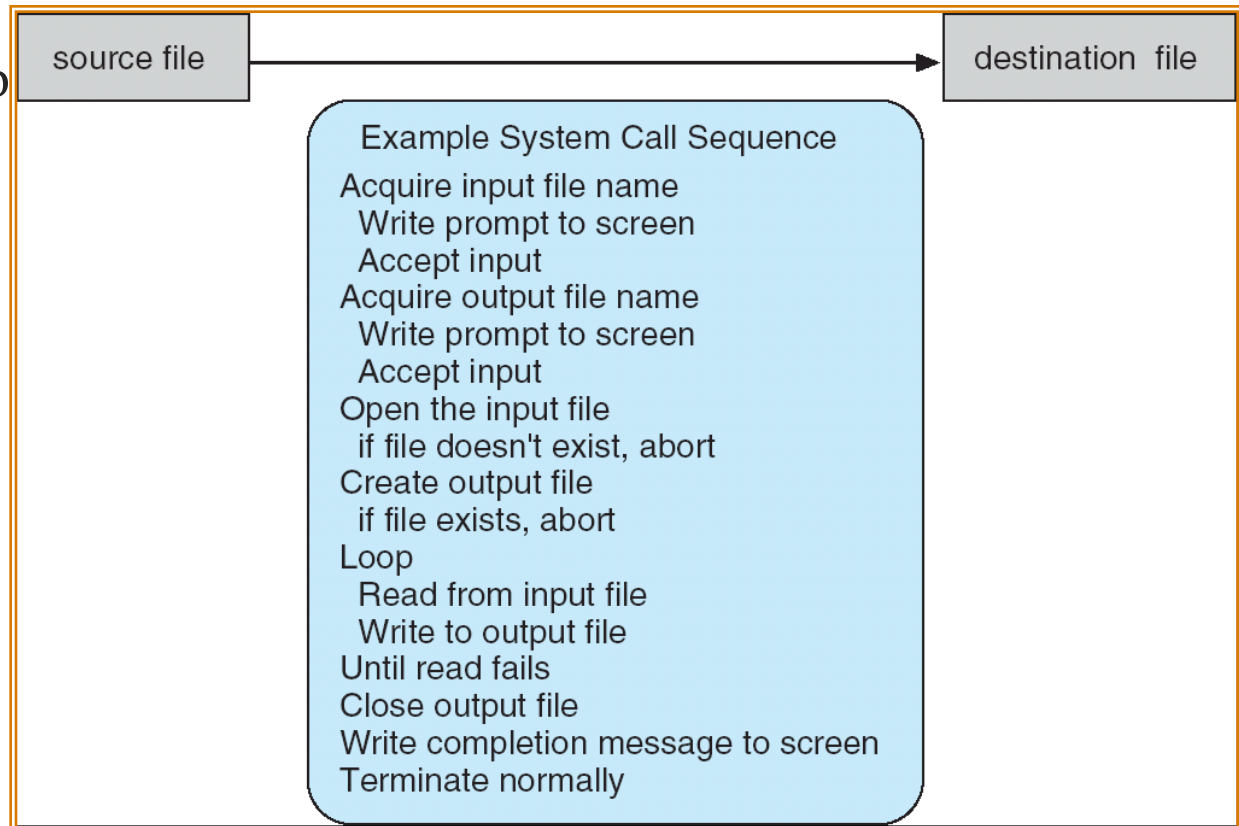 source file
destination file
Example System Call Sequence
Acquire input file name
Write prompt to screen
Accept input
Acquire output file name
Write prompt to screen
Accept input
Open the input file
if file doesn't exist, abort
Create output file
if file exists, abort
Loop
Read from input file
Write to output file
Until read fails
Close output file
Write completion message to screen
Terminate normally